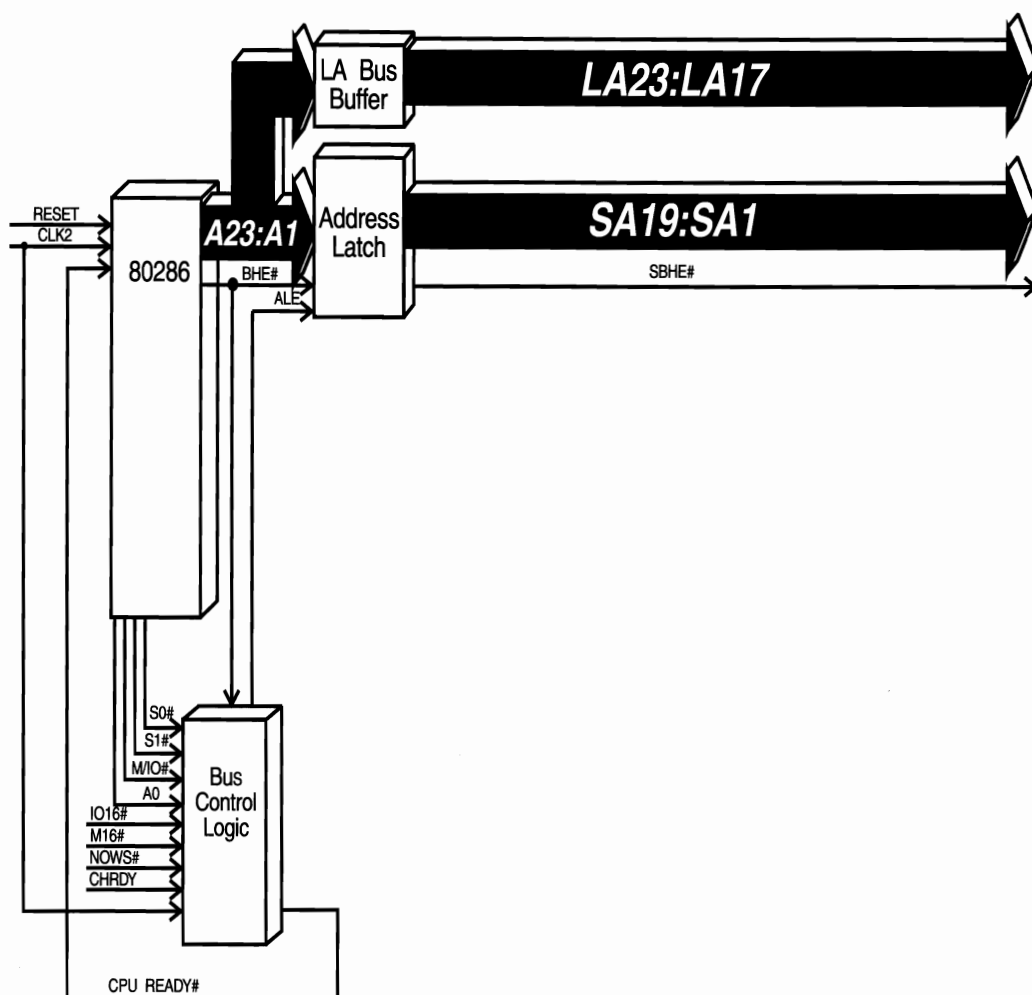 LA Bus
Buffer
LA23:LA17
RESET
CLK2
80286
A23:A1
Address
Latch
SA19:SA1
BHE#
ALE
SBHE#
S0#
S1#
M/IO#
A0
IO16#
M16#
NOWS#
CHRDY
Bus
Control
Logic
CPU READY#